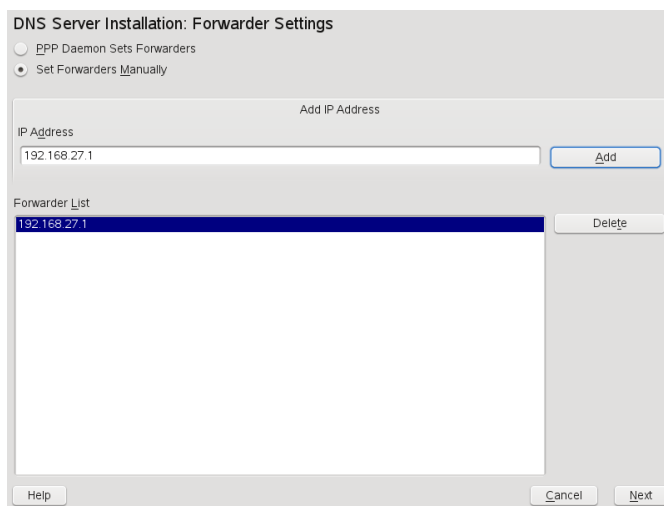 DNS Server Installation: Forwarder Settings
PPP Daemon Sets Forwarders
Set Forwarders Manually
Add IP Address
IP Address
192.168.27.1
Add
Forwarder List
192.168.27.1
Delete
Help
Cancel
Next